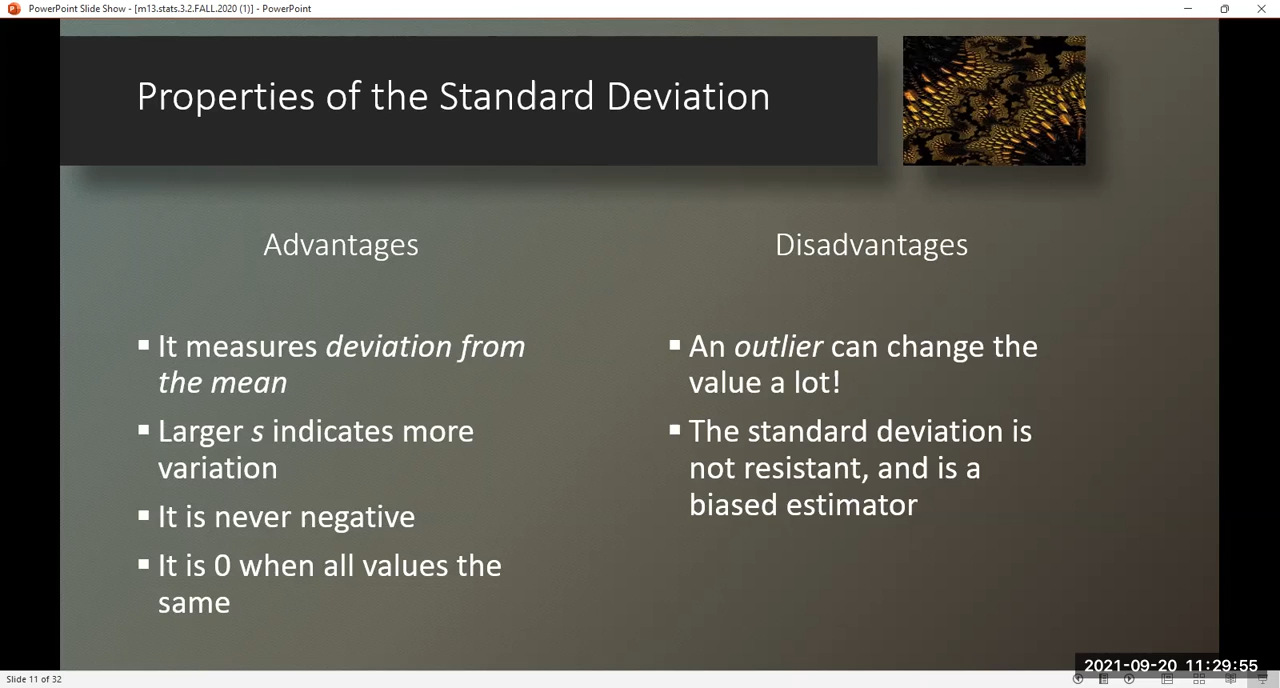 PowerPoint Slide Show - [m13.stats.3.2.FALL.2020 (1)] - PowerPoint
Properties of the Standard Deviation
Advantages
▪ It measures deviation from
the mean
▪ Larger s indicates more
variation
▪ It is never negative
▪ It is 0 when all values the
same
Disadvantages
▪ An outlier can change the
value a lot!
▪ The standard deviation is
not resistant, and is a
biased estimator
2021-09-20 11:29:55
Slide 11 of 32